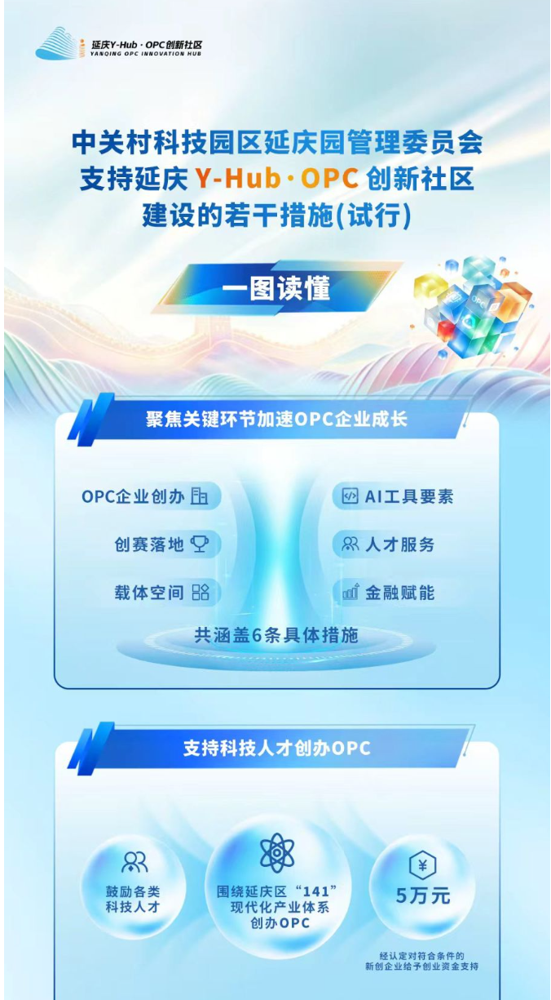 延庆Y-Hub · OPC创新社区
YANQING OPC INNOVATION HUB
中关村科技园区延庆园管理委员会
支持延庆 Y-Hub·OPC 创新社区
建设的若干措施(试行)
一图读懂
OPC
聚焦关键环节加速OPC企业成长
OPC企业创办
AI工具要素
创赛落地
人才服务
载体空间
金融赋能
共涵盖6条具体措施
支持科技人才创办OPC
鼓励各类
科技人才
围绕延庆区“141”
现代化产业体系
创办OPC
¥
5万元
经认定对符合条件的
新创企业给予创业资金支持